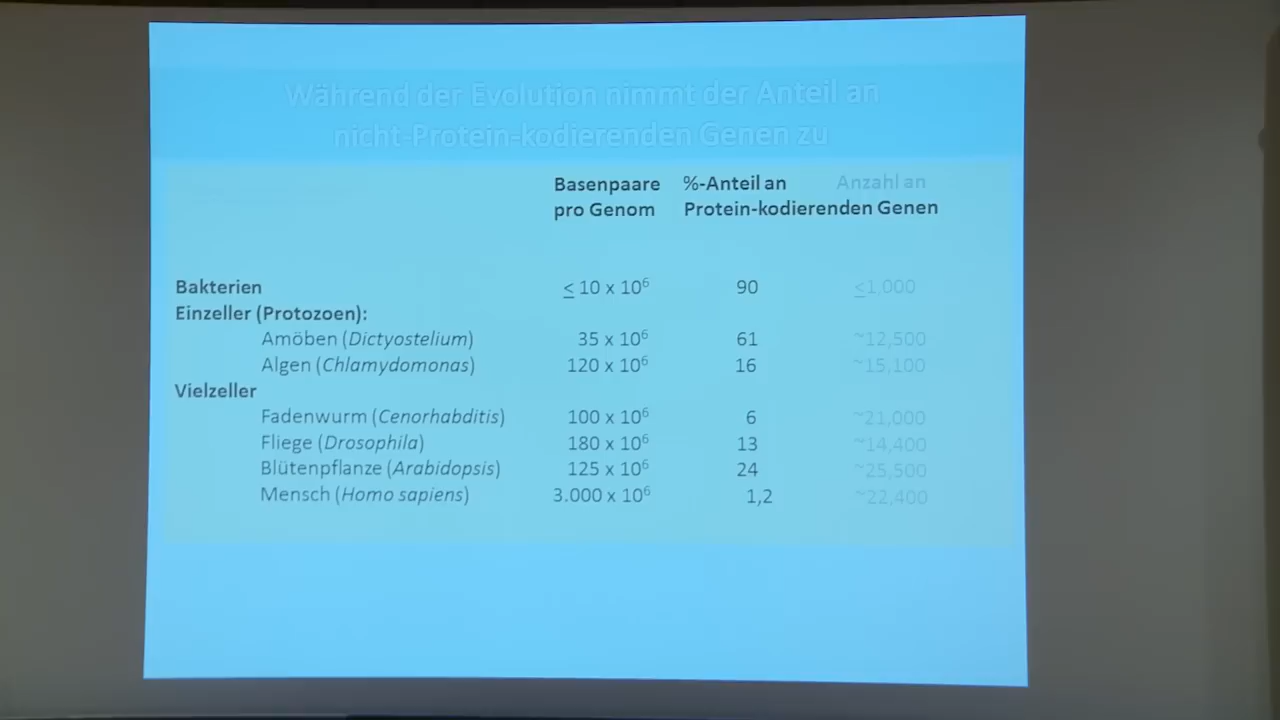 Während der Evolution nimmt der Anteil an
nicht-Protein-kodierenden Genen zu
Basenpaare %-Anteil an Anzahl an
pro Genom Protein-kodierenden Genen
Bakterien ≤ 10 x 10⁶ 90 ≤1,000
Einzeller (Protozoen):
Amöben (Dictyostelium) 35 x 10⁶ 61 ~12,500
Algen (Chlamydomonas) 120 x 10⁶ 16 ~15,100
Vielzeller
Fadenwurm (Cenorhabditis) 100 x 10⁶ 6 ~21,000
Fliege (Drosophila) 180 x 10⁶ 13 ~14,400
Blütenpflanze (Arabidopsis) 125 x 10⁶ 24 ~25,500
Mensch (Homo sapiens) 3.000 x 10⁶ 1,2 ~22,400